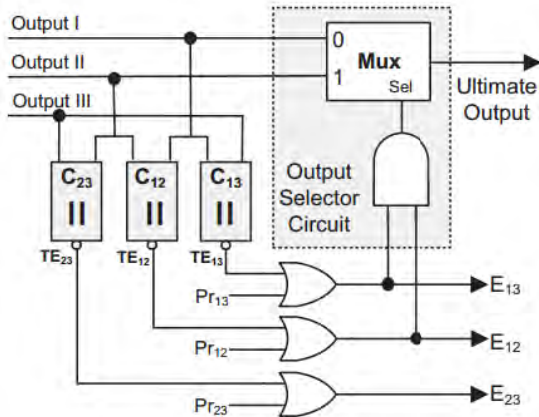 Output I
Output II
Output III
0
1
Mux
Sel
Ultimate
Output
Output
Selector
Circuit
C₂₃
C₁₂
C₁₃
TE₂₃
TE₁₂
TE₁₃
Pr₁₃
E₁₃
Pr₁₂
E₁₂
Pr₂₃
E₂₃